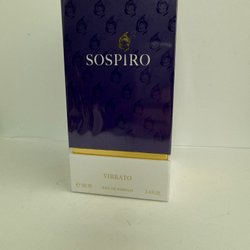 SOSPIRO
VIBRATO
EAU DE PARFUM